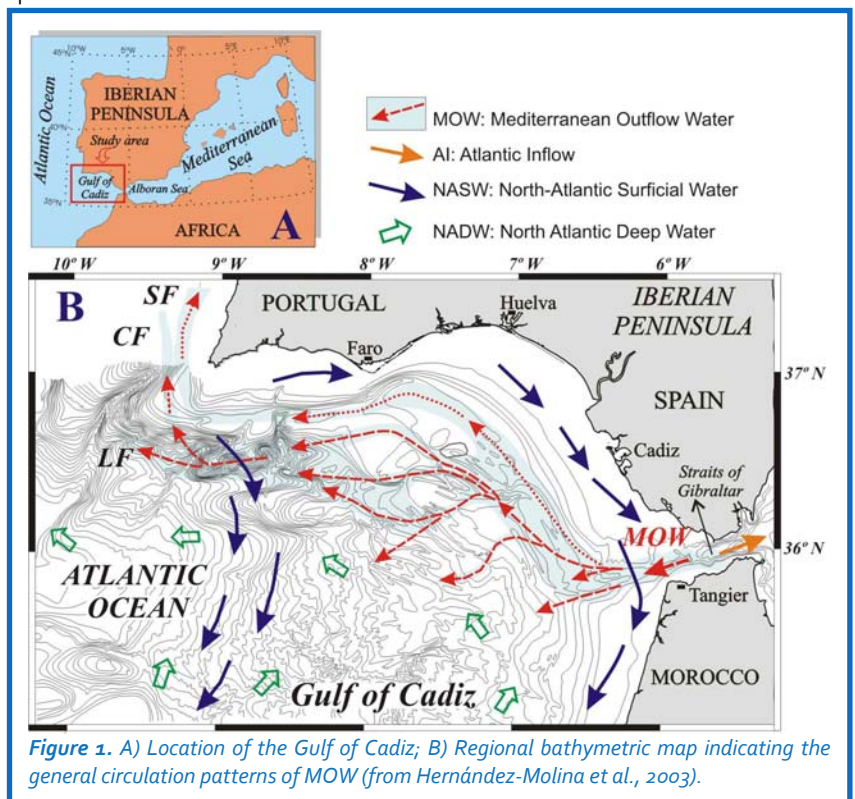 45°N
10°W
5°W
0°
5°E
10°E
IBERIAN
PENINSULA
40°N
Atlantic Ocean
Study area
Mediterranean
Sea
Gulf of
Cadiz
Alboran Sea
35°N
AFRICA
A
MOW: Mediterranean Outflow Water
AI: Atlantic Inflow
NASW: North-Atlantic Surficial Water
NADW: North Atlantic Deep Water
10°W
9°W
8°W
7°W
6°W
B
SF
CF
LF
PORTUGAL
Faro
Huelva
IBERIAN
PENINSULA
37°N
SPAIN
Cadiz
Straits of
Gibraltar
MOW
36°N
ATLANTIC
OCEAN
Tangier
MOROCCO
Gulf of Cadiz
Figure 1. A) Location of the Gulf of Cadiz; B) Regional bathymetric map indicating the
general circulation patterns of MOW (from Hernández-Molina et al., 2003).